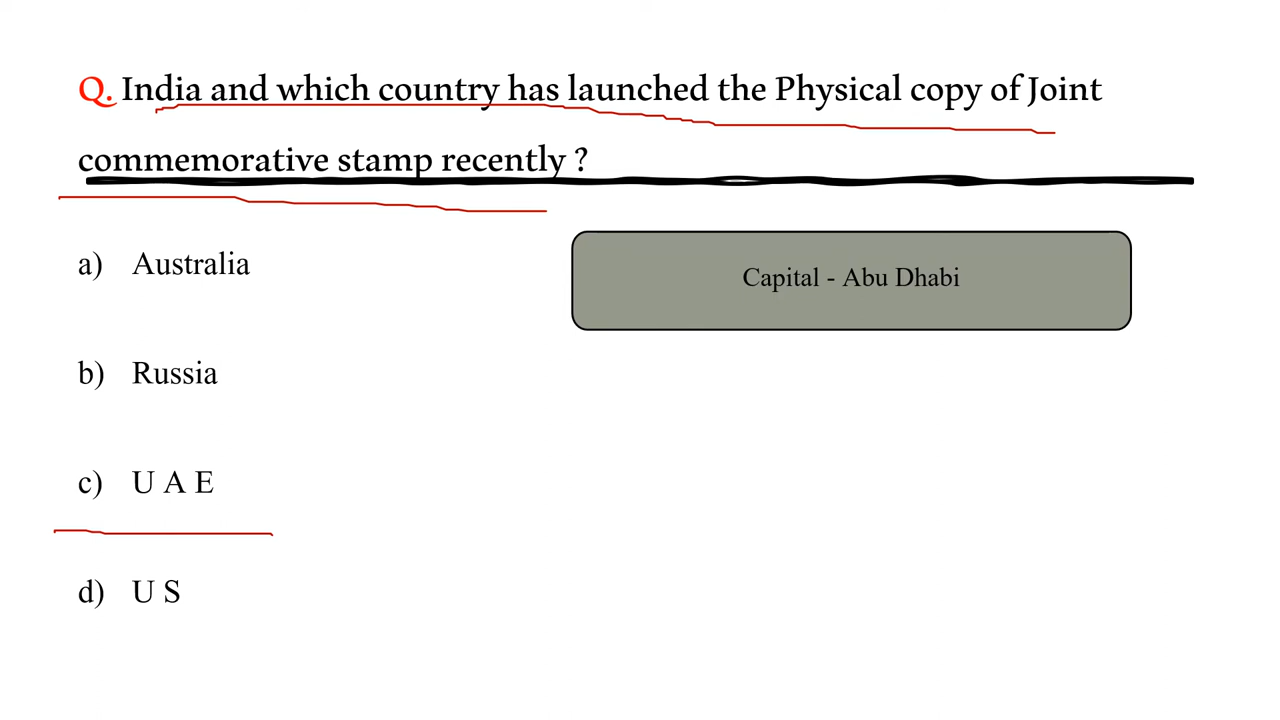 Q. India and which country has launched the Physical copy of Joint
commemorative stamp recently ?
a) Australia
Capital - Abu Dhabi
b) Russia
c) U A E
d) U S